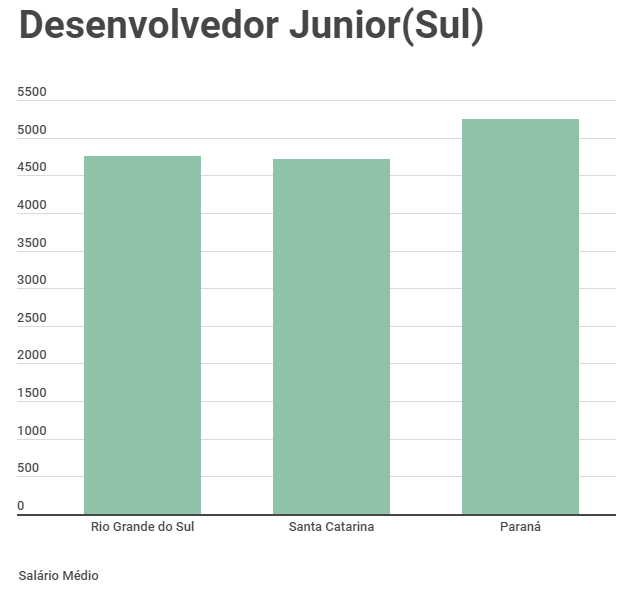 Desenvolvedor Junior(Sul)
5500
5000
4500
4000
3500
3000
2500
2000
1500
1000
500
0
Rio Grande do Sul
Santa Catarina
Paraná
Salário Médio